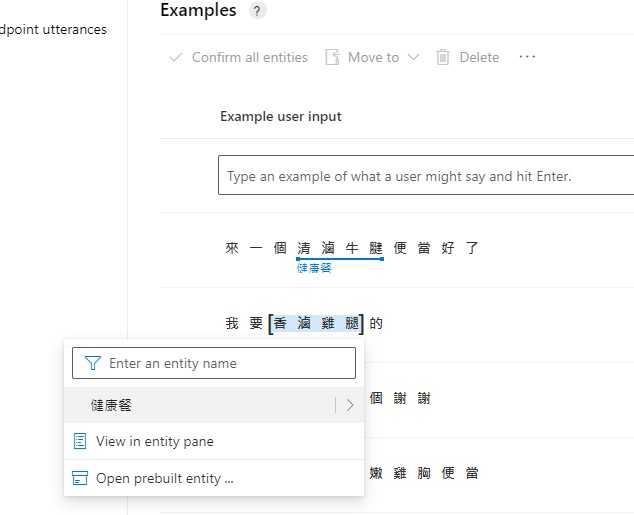 dpoint utterances
Examples ?
Confirm all entities Move to Delete ...
Example user input
Type an example of what a user might say and hit Enter.
來一個清滷牛腱便當好了
健康餐
我要[香滷雞腿]的
Enter an entity name
健康餐
個謝謝
View in entity pane
嫩雞胸便當
Open prebuilt entity ...